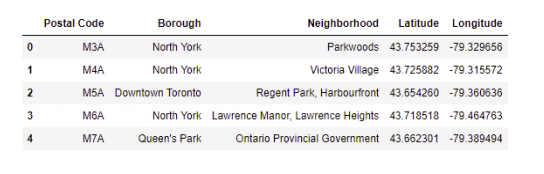 Postal Code Borough Neighborhood Latitude Longitude
0 M3A North York Parkwoods 43.753259 -79.329656
1 M4A North York Victoria Village 43.725882 -79.315572
2 M5A Downtown Toronto Regent Park, Harbourfront 43.654260 -79.360636
3 M6A North York Lawrence Manor, Lawrence Heights 43.718518 -79.464763
4 M7A Queen's Park Ontario Provincial Government 43.662301 -79.389494